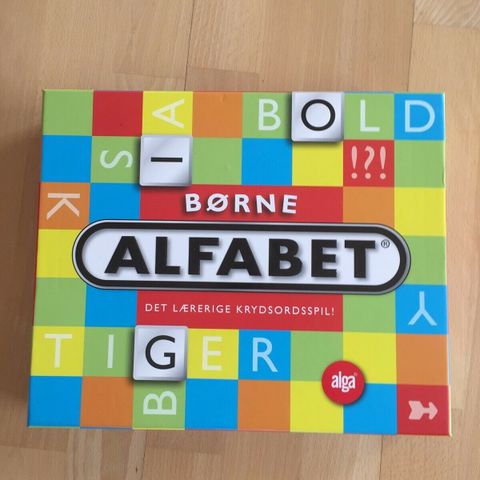 A BOLD
S I
!?!
K
BØRNE
ALFABET®
DET LÆRERIGE KRYDSORDSSPIL!
Y
TIGER
B
alga